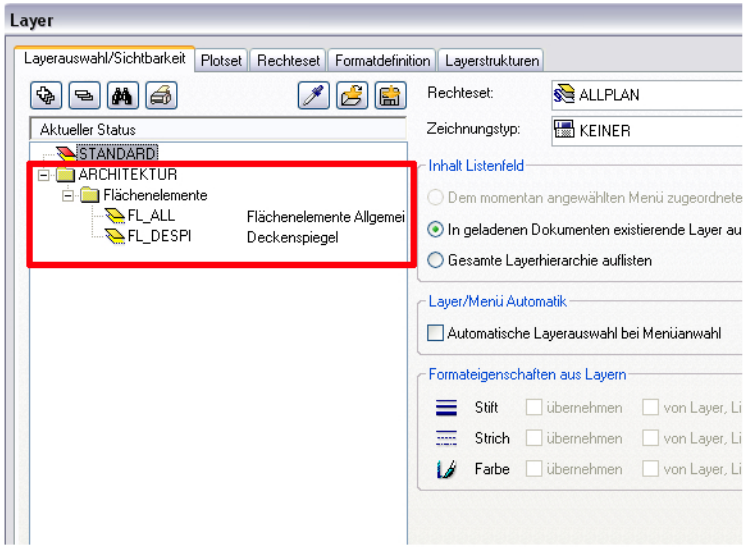 Layer
Layerauswahl/Sichtbarkeit Plotset Rechteset Formatdefinition Layerstrukturen
Rechteset: ALLPLAN
Aktueller Status
Zeichnungstyp: KEINER
STANDARD
ARCHITEKTUR
Flächenelemente
FL_ALL Flächenelemente Allgemei
FL_DESPI Deckenspiegel
Inhalt Listenfeld
Dem momentan angewählten Menü zugeordnete
In geladenen Dokumenten existierende Layer au
Gesamte Layerhierarchie auflisten
Layer/Menü Automatik
Automatische Layerauswahl bei Menüanwahl
Formateigenschaften aus Layern
Stift übernehmen von Layer, Li
Strich übernehmen von Layer, Li
Farbe übernehmen von Layer, Li